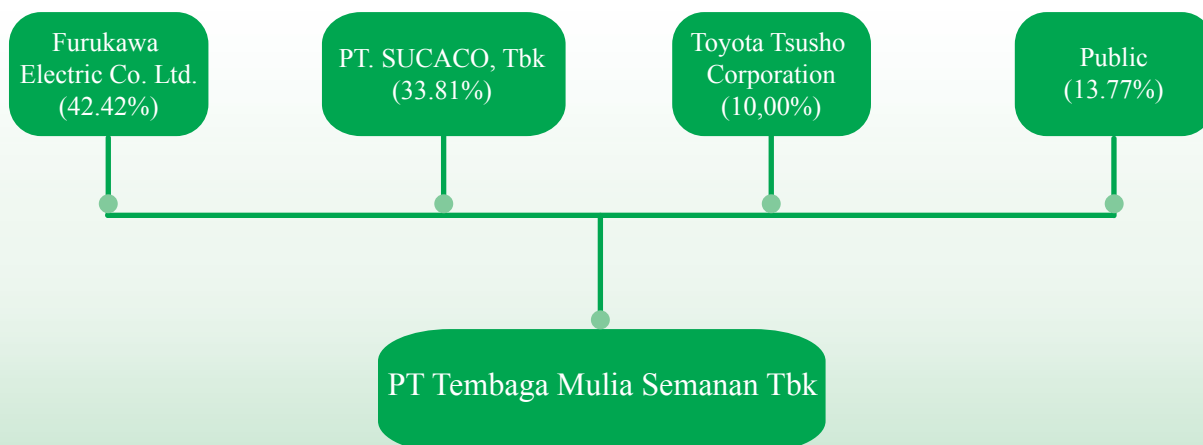 Furukawa
Electric Co. Ltd.
(42.42%)
PT. SUCACO, Tbk
(33.81%)
Toyota Tsusho
Corporation
(10,00%)
Public
(13.77%)
PT Tembaga Mulia Semanan Tbk